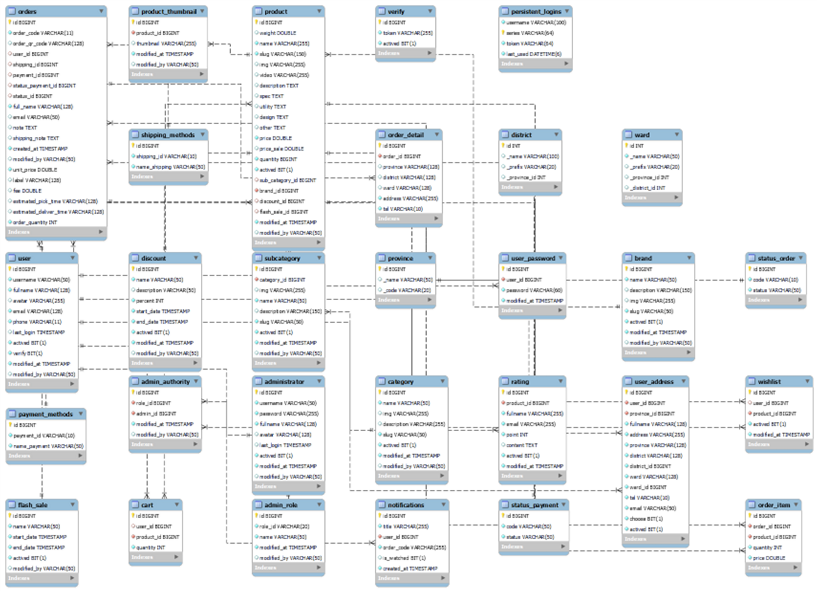 orders
id BIGINT
order_code VARCHAR(11)
order_qr_code VARCHAR(128)
user_id BIGINT
shipping_id BIGINT
payment_id BIGINT
status_payment_id BIGINT
status_id BIGINT
full_name VARCHAR(128)
email VARCHAR(50)
note TEXT
shipping_note TEXT
created_at TIMESTAMP
modified_by VARCHAR(50)
unit_price DOUBLE
label VARCHAR(128)
fee DOUBLE
estimated_pick_time VARCHAR(128)
estimated_deliver_time VARCHAR(128)
order_quantity INT
Indexes
product_thumbnail
id BIGINT
product_id BIGINT
thumbnail VARCHAR(255)
modified_at TIMESTAMP
modified_by VARCHAR(50)
Indexes
product
id BIGINT
weight DOUBLE
name VARCHAR(255)
slug VARCHAR(150)
img VARCHAR(255)
video VARCHAR(255)
description TEXT
spec TEXT
utility TEXT
design TEXT
other TEXT
price DOUBLE
price_sale DOUBLE
quantity BIGINT
actived BIT(1)
sub_category_id BIGINT
brand_id BIGINT
discount_id BIGINT
flash_sale_id BIGINT
modified_at TIMESTAMP
modified_by VARCHAR(50)
Indexes
verify
id BIGINT
token VARCHAR(255)
actived BIT(1)
Indexes
persistent_logins
username VARCHAR(100)
series VARCHAR(64)
token VARCHAR(64)
last_used DATETIME(6)
Indexes
shipping_methods
id BIGINT
shipping_id VARCHAR(10)
name_shipping VARCHAR(50)
Indexes
order_detail
id BIGINT
order_id BIGINT
province VARCHAR(128)
district VARCHAR(128)
ward VARCHAR(128)
address VARCHAR(255)
tel VARCHAR(10)
Indexes
district
id INT
_name VARCHAR(100)
_prefix VARCHAR(20)
_province_id INT
Indexes
ward
id INT
_name VARCHAR(50)
_prefix VARCHAR(20)
_province_id INT
_district_id INT
Indexes
user
id BIGINT
username VARCHAR(50)
fullname VARCHAR(128)
avatar VARCHAR(255)
email VARCHAR(128)
phone VARCHAR(11)
last_login TIMESTAMP
actived BIT(1)
verify BIT(1)
modified_at TIMESTAMP
modified_by VARCHAR(50)
Indexes
discount
id BIGINT
name VARCHAR(50)
description VARCHAR(50)
percent INT
start_date TIMESTAMP
end_date TIMESTAMP
actived BIT(1)
modified_at TIMESTAMP
modified_by VARCHAR(50)
Indexes
subcategory
id BIGINT
category_id BIGINT
img VARCHAR(255)
name VARCHAR(50)
description VARCHAR(150)
slug VARCHAR(50)
actived BIT(1)
modified_at TIMESTAMP
modified_by VARCHAR(50)
Indexes
province
id BIGINT
_name VARCHAR(50)
_code VARCHAR(20)
Indexes
user_password
id BIGINT
user_id BIGINT
password VARCHAR(60)
modified_at TIMESTAMP
Indexes
brand
id BIGINT
name VARCHAR(50)
description VARCHAR(150)
img VARCHAR(255)
slug VARCHAR(50)
actived BIT(1)
modified_at TIMESTAMP
modified_by VARCHAR(50)
Indexes
status_order
id BIGINT
code VARCHAR(10)
status VARCHAR(50)
Indexes
payment_methods
id BIGINT
payment_id VARCHAR(10)
name_payment VARCHAR(50)
Indexes
admin_authority
id BIGINT
role_id BIGINT
admin_id BIGINT
modified_at TIMESTAMP
modified_by VARCHAR(50)
Indexes
administrator
id BIGINT
username VARCHAR(50)
password VARCHAR(255)
fullname VARCHAR(128)
avatar VARCHAR(128)
last_login TIMESTAMP
actived BIT(1)
modified_at TIMESTAMP
modified_by VARCHAR(50)
Indexes
category
id BIGINT
name VARCHAR(50)
img VARCHAR(255)
description VARCHAR(255)
slug VARCHAR(50)
actived BIT(1)
modified_at TIMESTAMP
modified_by VARCHAR(50)
Indexes
rating
id BIGINT
product_id BIGINT
fullname VARCHAR(255)
email VARCHAR(255)
point INT
content TEXT
actived BIT(1)
modified_at TIMESTAMP
Indexes
user_address
id BIGINT
user_id BIGINT
province_id BIGINT
fullname VARCHAR(128)
address VARCHAR(255)
province VARCHAR(128)
district VARCHAR(128)
district_id BIGINT
ward VARCHAR(128)
ward_id BIGINT
tel VARCHAR(10)
email VARCHAR(50)
choose BIT(1)
actived BIT(1)
Indexes
wishlist
id BIGINT
user_id BIGINT
product_id BIGINT
actived BIT(1)
modified_at TIMESTAMP
Indexes
flash_sale
id BIGINT
name VARCHAR(50)
start_date TIMESTAMP
end_date TIMESTAMP
actived BIT(1)
modified_by VARCHAR(50)
Indexes
cart
id BIGINT
user_id BIGINT
product_id BIGINT
quantity INT
Indexes
admin_role
id BIGINT
role_id VARCHAR(20)
name VARCHAR(50)
modified_at TIMESTAMP
modified_by VARCHAR(50)
Indexes
notifications
id BIGINT
title VARCHAR(255)
user_id BIGINT
order_code VARCHAR(255)
is_watched BIT(1)
created_at TIMESTAMP
Indexes
status_payment
id BIGINT
code VARCHAR(50)
status VARCHAR(50)
Indexes
order_item
id BIGINT
order_id BIGINT
product_id BIGINT
quantity INT
price DOUBLE
Indexes